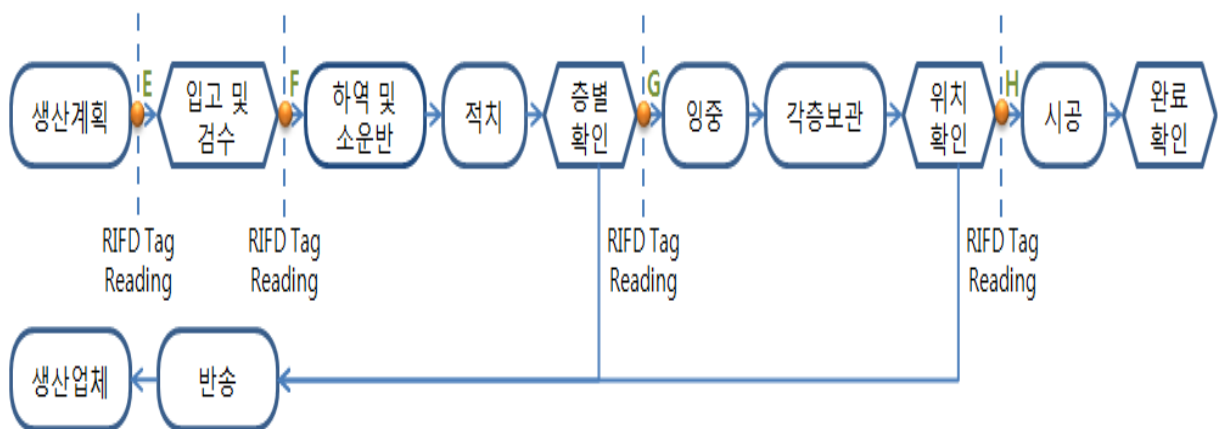 E
F
G
H
생산계획
입고 및
검수
하역 및
소운반
적치
층별
확인
잉중
각층보관
위치
확인
시공
완료
확인
RIFD Tag
Reading
RIFD Tag
Reading
RIFD Tag
Reading
RIFD Tag
Reading
생산업체
반송